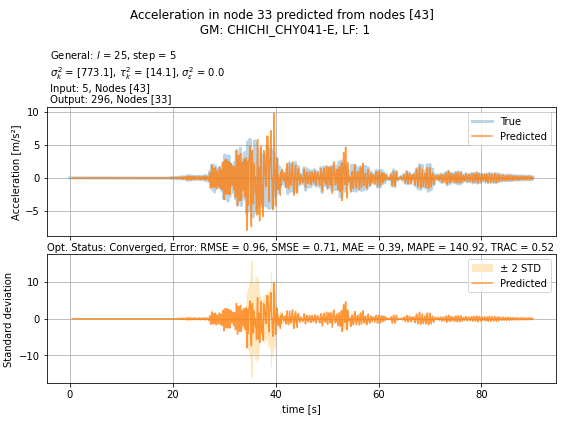 Acceleration in node 33 predicted from nodes [43]
GM: CHICHI_CHY041-E, LF: 1
General: l = 25, step = 5
σ²ₖ = [773.1], τ²ₖ = [14.1], σ²ε = 0.0
Input: 5, Nodes [43]
Output: 296, Nodes [33]
Acceleration [m/s²]
10
5
0
−5
True
Predicted
Opt. Status: Converged, Error: RMSE = 0.96, SMSE = 0.71, MAE = 0.39, MAPE = 140.92, TRAC = 0.52
Standard deviation
10
0
−10
± 2 STD
Predicted
0 20 40 60 80
time [s]